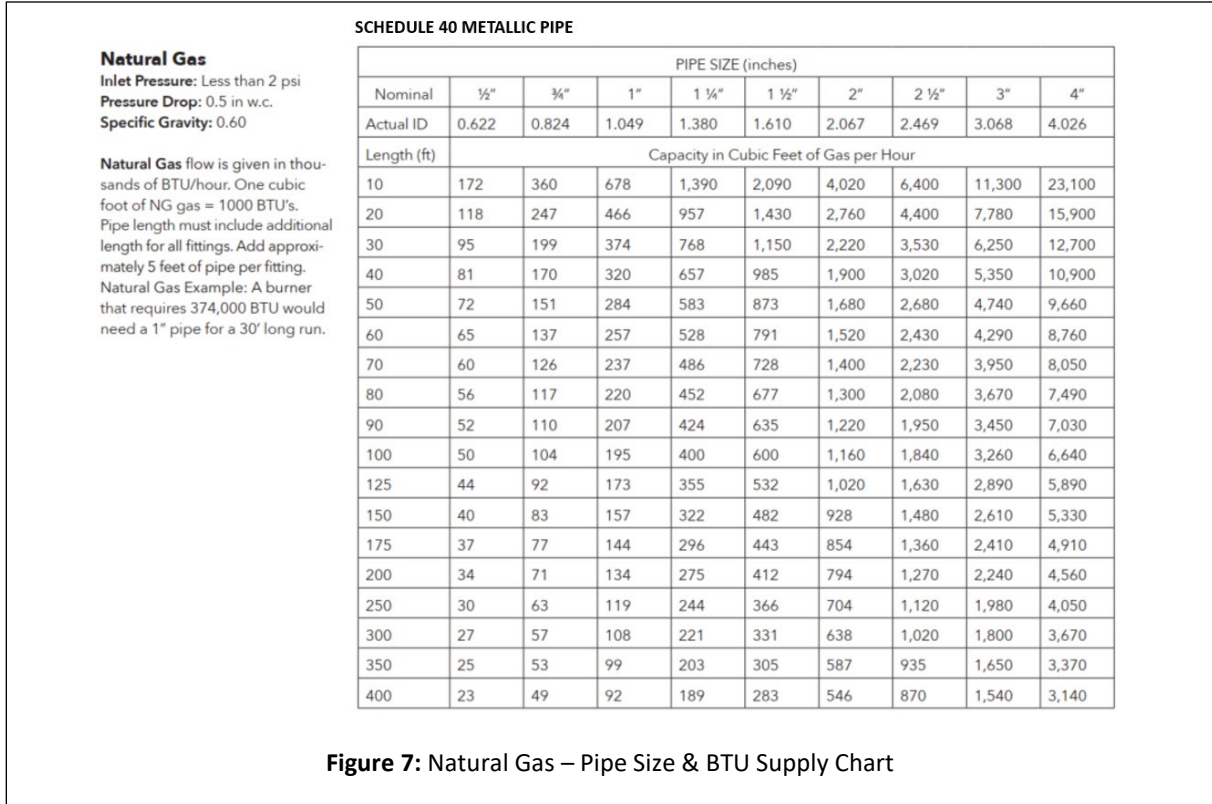 SCHEDULE 40 METALLIC PIPE
Natural Gas
Inlet Pressure: Less than 2 psi
Pressure Drop: 0.5 in w.c.
Specific Gravity: 0.60
Natural Gas flow is given in thou-
sands of BTU/hour. One cubic
foot of NG gas = 1000 BTU's.
Pipe length must include additional
length for all fittings. Add approxi-
mately 5 feet of pipe per fitting.
Natural Gas Example: A burner
that requires 374,000 BTU would
need a 1" pipe for a 30' long run.
PIPE SIZE (inches)
Nominal ½" ¾" 1" 1 ¼" 1 ½" 2" 2 ½" 3" 4"
Actual ID 0.622 0.824 1.049 1.380 1.610 2.067 2.469 3.068 4.026
Length (ft) Capacity in Cubic Feet of Gas per Hour
10 172 360 678 1,390 2,090 4,020 6,400 11,300 23,100
20 118 247 466 957 1,430 2,760 4,400 7,780 15,900
30 95 199 374 768 1,150 2,220 3,530 6,250 12,700
40 81 170 320 657 985 1,900 3,020 5,350 10,900
50 72 151 284 583 873 1,680 2,680 4,740 9,660
60 65 137 257 528 791 1,520 2,430 4,290 8,760
70 60 126 237 486 728 1,400 2,230 3,950 8,050
80 56 117 220 452 677 1,300 2,080 3,670 7,490
90 52 110 207 424 635 1,220 1,950 3,450 7,030
100 50 104 195 400 600 1,160 1,840 3,260 6,640
125 44 92 173 355 532 1,020 1,630 2,890 5,890
150 40 83 157 322 482 928 1,480 2,610 5,330
175 37 77 144 296 443 854 1,360 2,410 4,910
200 34 71 134 275 412 794 1,270 2,240 4,560
250 30 63 119 244 366 704 1,120 1,980 4,050
300 27 57 108 221 331 638 1,020 1,800 3,670
350 25 53 99 203 305 587 935 1,650 3,370
400 23 49 92 189 283 546 870 1,540 3,140
Figure 7: Natural Gas – Pipe Size & BTU Supply Chart